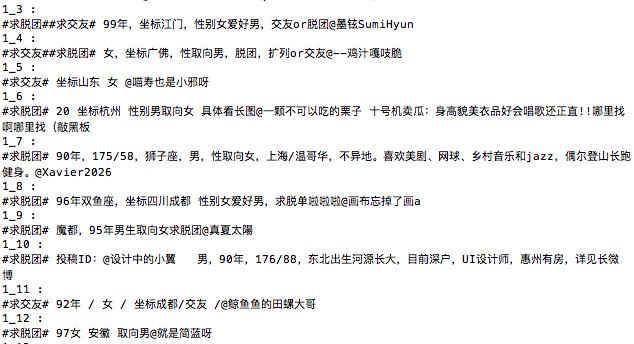 1_3 :
#求脱团##求交友# 99年，坐标江门，性别女爱好男，交友or脱团@墨铉SumiHyun
1_4 :
#求交友##求脱团# 女，坐标广佛，性取向男，脱团，扩列or交友@--鸡汁嘎吱脆
1_5 :
#求交友# 坐标山东 女 @喵寿也是小邪呀
1_6 :
#求脱团# 20 坐标杭州 性别男取向女 具体看长图@一颗不可以吃的栗子 十号机卖瓜：身高貌美衣品好会唱歌还正直!!哪里找
啊哪里找（敲黑板
1_7 :
#求脱团# 90年，175/58，狮子座，男，性取向女，上海/温哥华，不异地。喜欢美剧、网球、乡村音乐和jazz，偶尔登山长跑
健身。@Xavier2026
1_8 :
#求脱团# 96年双鱼座，坐标四川成都 性别女爱好男，求脱单啦啦啦@画布忘掉了画a
1_9 :
#求脱团# 魔都，95年男生取向女求脱团@真夏太陽
1_10 :
#求脱团# 投稿ID：@设计中的小翼 男，90年，176/88，东北出生河源长大，目前深户，UI设计师，惠州有房，详见长微
博
1_11 :
#求交友# 92年 / 女 / 坐标成都/交友 /@鲸鱼鱼的田螺大哥
1_12 :
#求脱团# 97女 安徽 取向男@就是简蓝呀